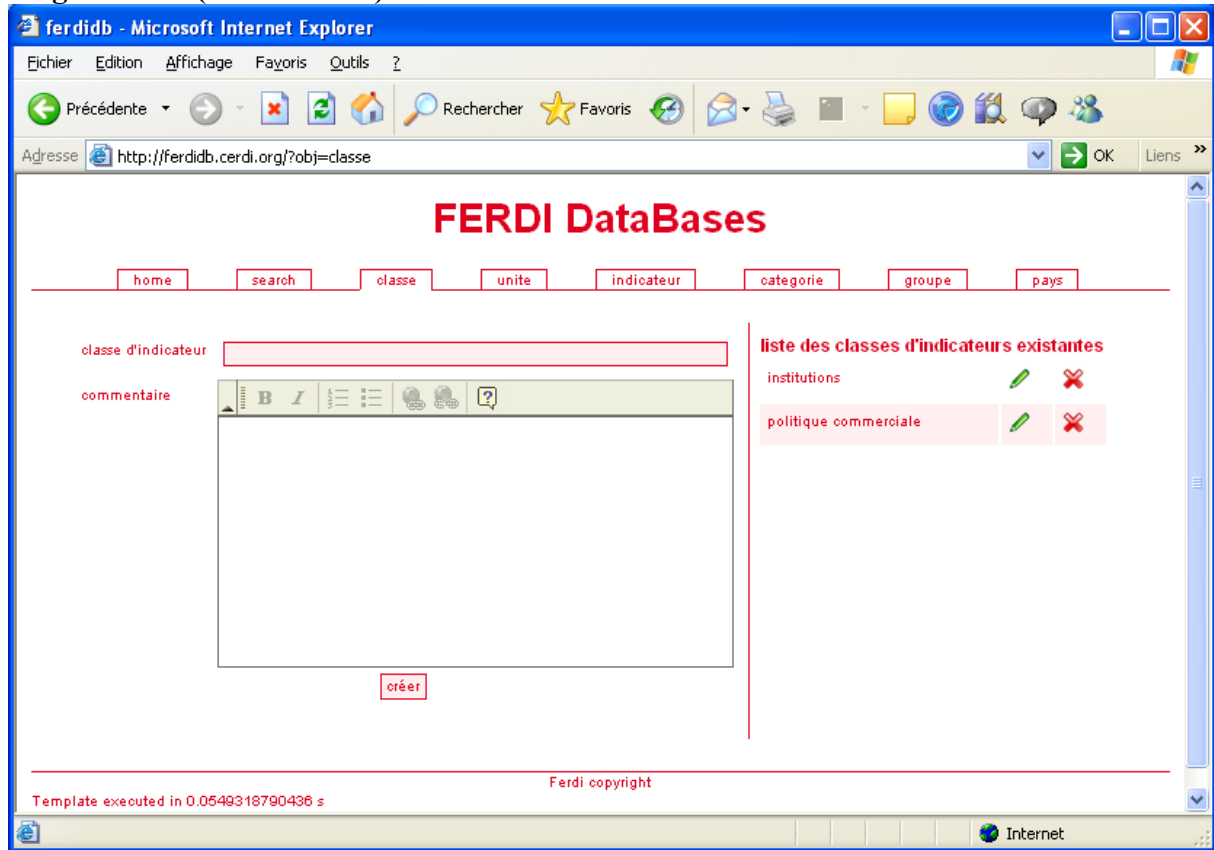 ferdidb - Microsoft Internet Explorer
Fichier Edition Affichage Favoris Outils ?
Précédente Rechercher Favoris
Adresse http://ferdidb.cerdi.org/?obj=classe OK Liens »
FERDI DataBases
home search classe unite indicateur categorie groupe pays
classe d'indicateur
commentaire
B I
créer
liste des classes d'indicateurs existantes
institutions
politique commerciale
Ferdi copyright
Template executed in 0.0549318790436 s
Internet